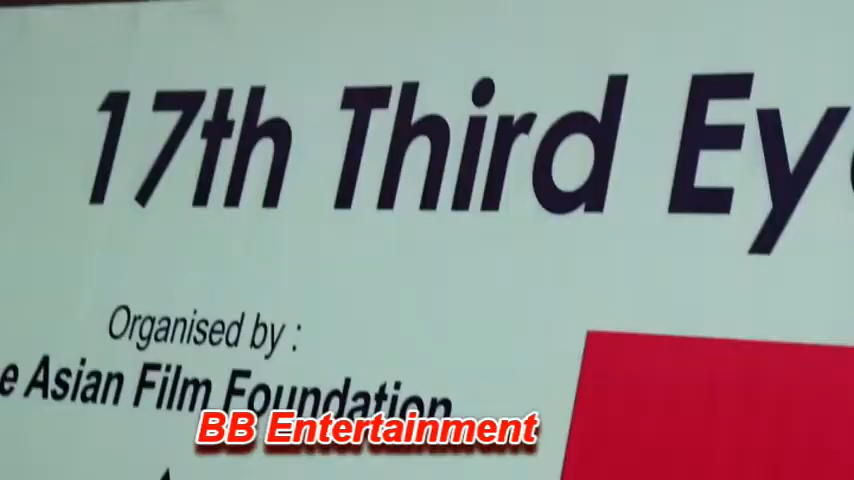 17th Third Ey
Organised by :
e Asian Film Foundation
BB Entertainment